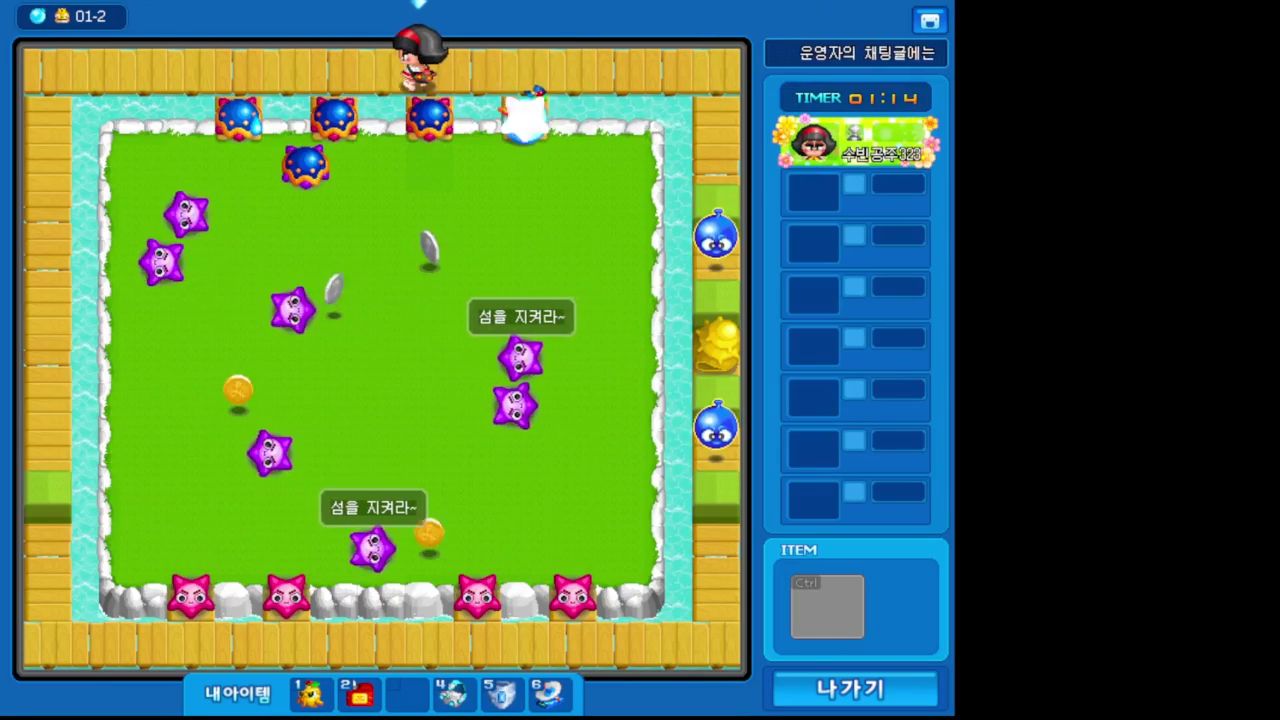 01-2
운영자의 채팅글에는
TIMER 01:14
수빈공주323
섬을 지켜라~
섬을 지켜라~
ITEM
Ctrl
내아이템 1 2 4 5 6
나가기